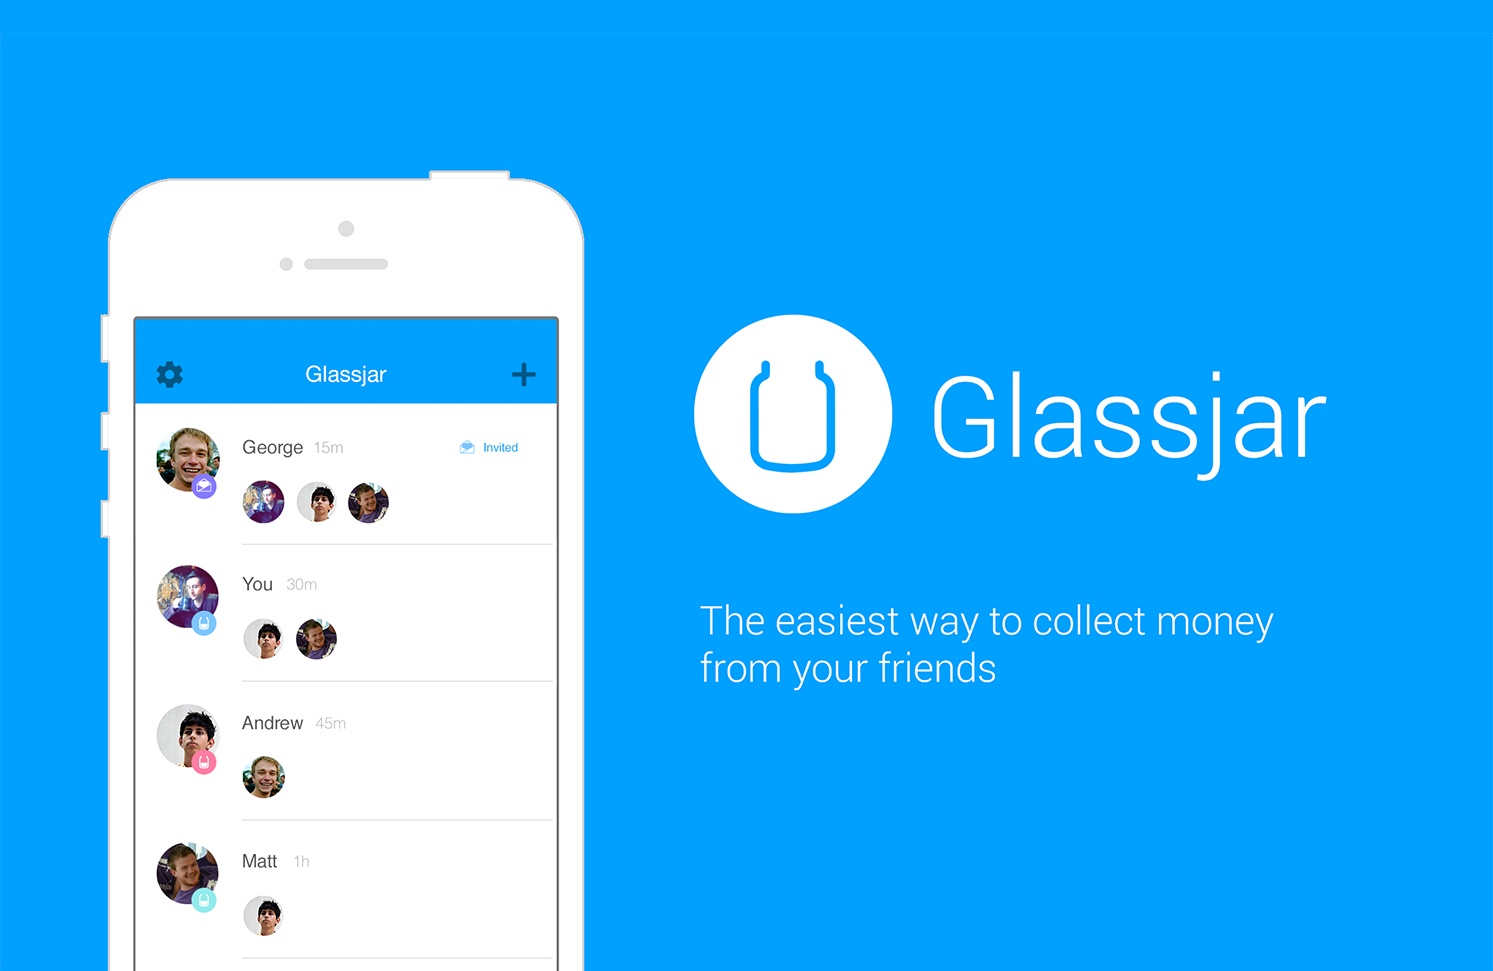 Glassjar
George 15m Invited
You 30m
Andrew 45m
Matt 1h
Glassjar
The easiest way to collect money
from your friends